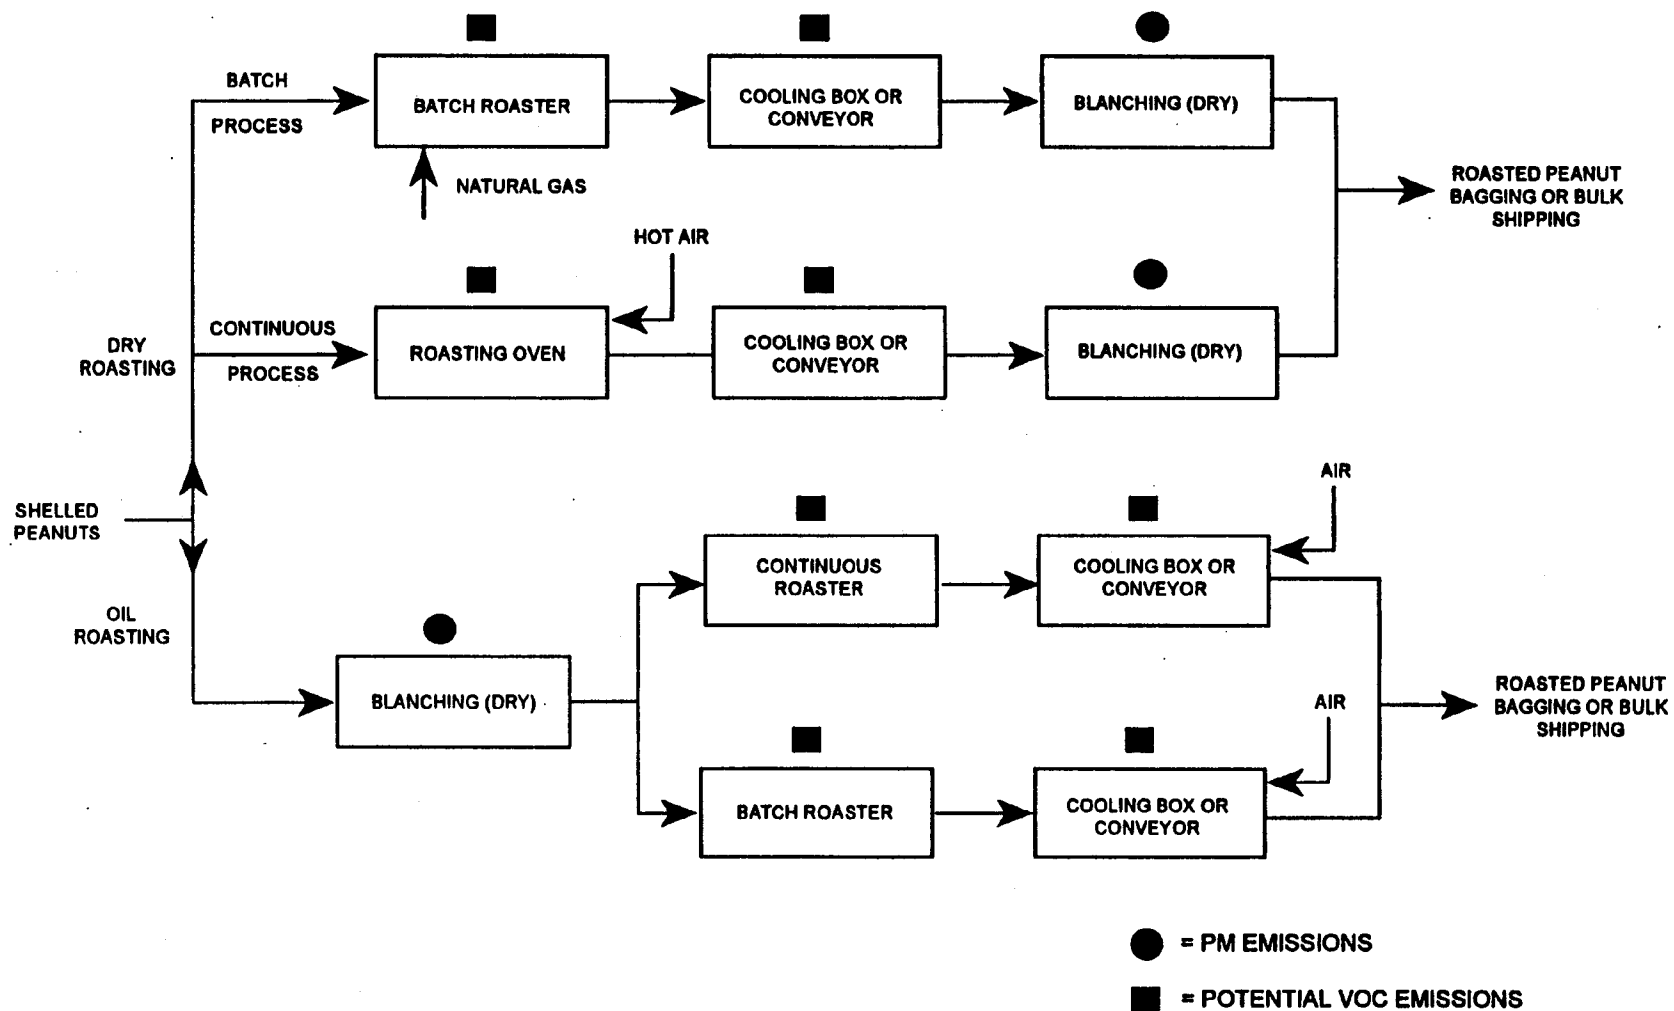 BATCH
PROCESS
BATCH ROASTER
COOLING BOX OR
CONVEYOR
BLANCHING (DRY)
NATURAL GAS
ROASTED PEANUT
BAGGING OR BULK
SHIPPING
HOT AIR
DRY
ROASTING
CONTINUOUS
PROCESS
ROASTING OVEN
COOLING BOX OR
CONVEYOR
BLANCHING (DRY)
SHELLED
PEANUTS
OIL
ROASTING
BLANCHING (DRY)
CONTINUOUS
ROASTER
COOLING BOX OR
CONVEYOR
AIR
BATCH ROASTER
COOLING BOX OR
CONVEYOR
AIR
ROASTED PEANUT
BAGGING OR BULK
SHIPPING
= PM EMISSIONS
= POTENTIAL VOC EMISSIONS